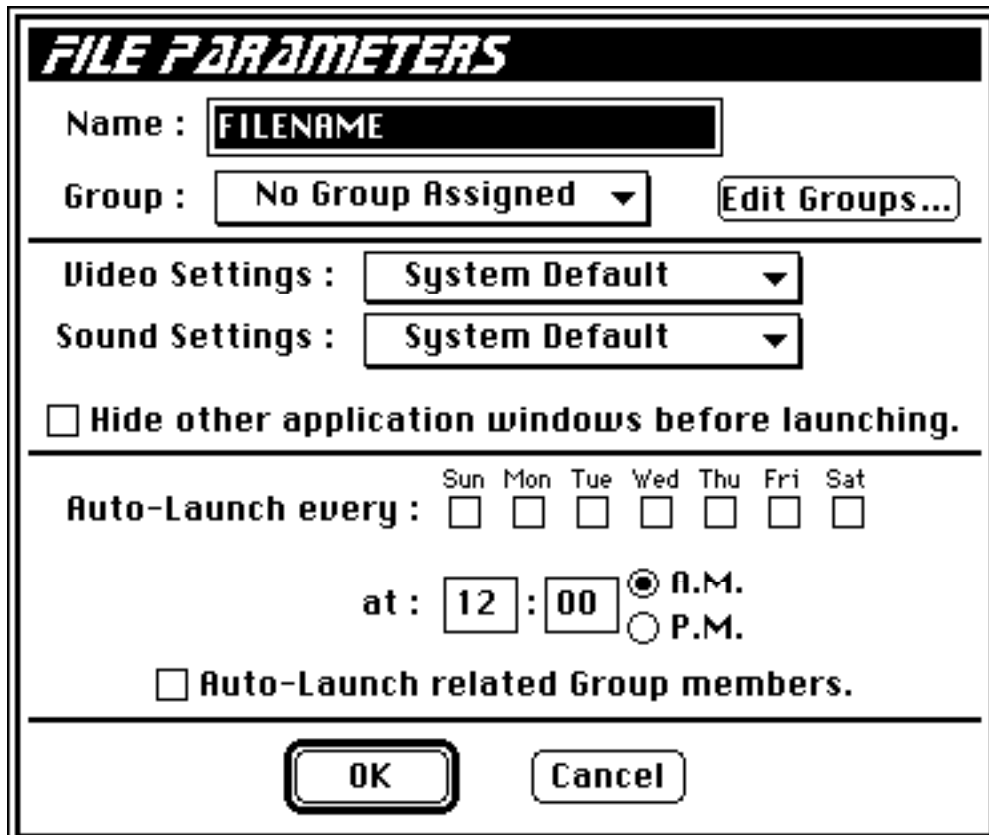 FILE PARAMETERS
Name : FILENAME
Group : No Group Assigned Edit Groups...
Video Settings : System Default
Sound Settings : System Default
Hide other application windows before launching.
Sun Mon Tue Wed Thu Fri Sat
Auto-Launch every :
at : 12 : 00 A.M.
P.M.
Auto-Launch related Group members.
OK Cancel